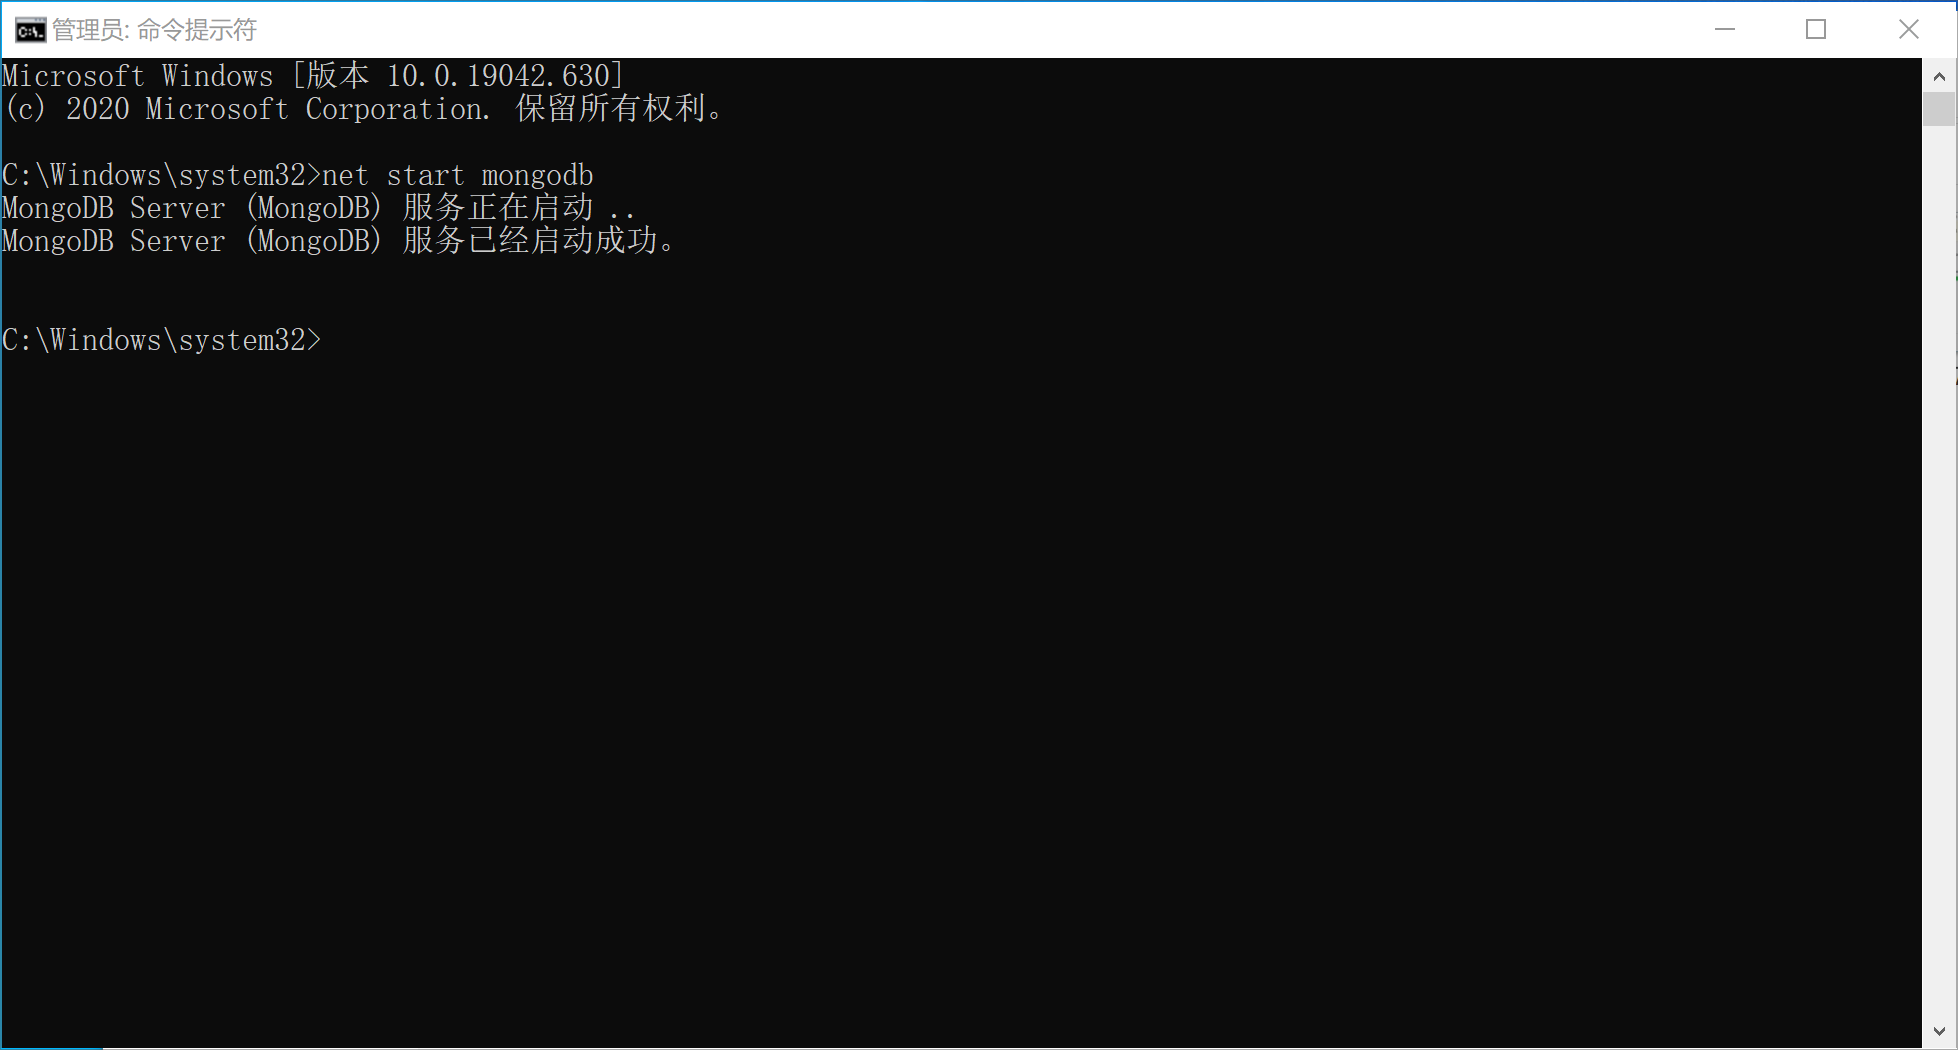 管理员: 命令提示符
Microsoft Windows [版本 10.0.19042.630]
(c) 2020 Microsoft Corporation. 保留所有权利。
C:\Windows\system32>net start mongodb
MongoDB Server (MongoDB) 服务正在启动 ..
MongoDB Server (MongoDB) 服务已经启动成功。
C:\Windows\system32>